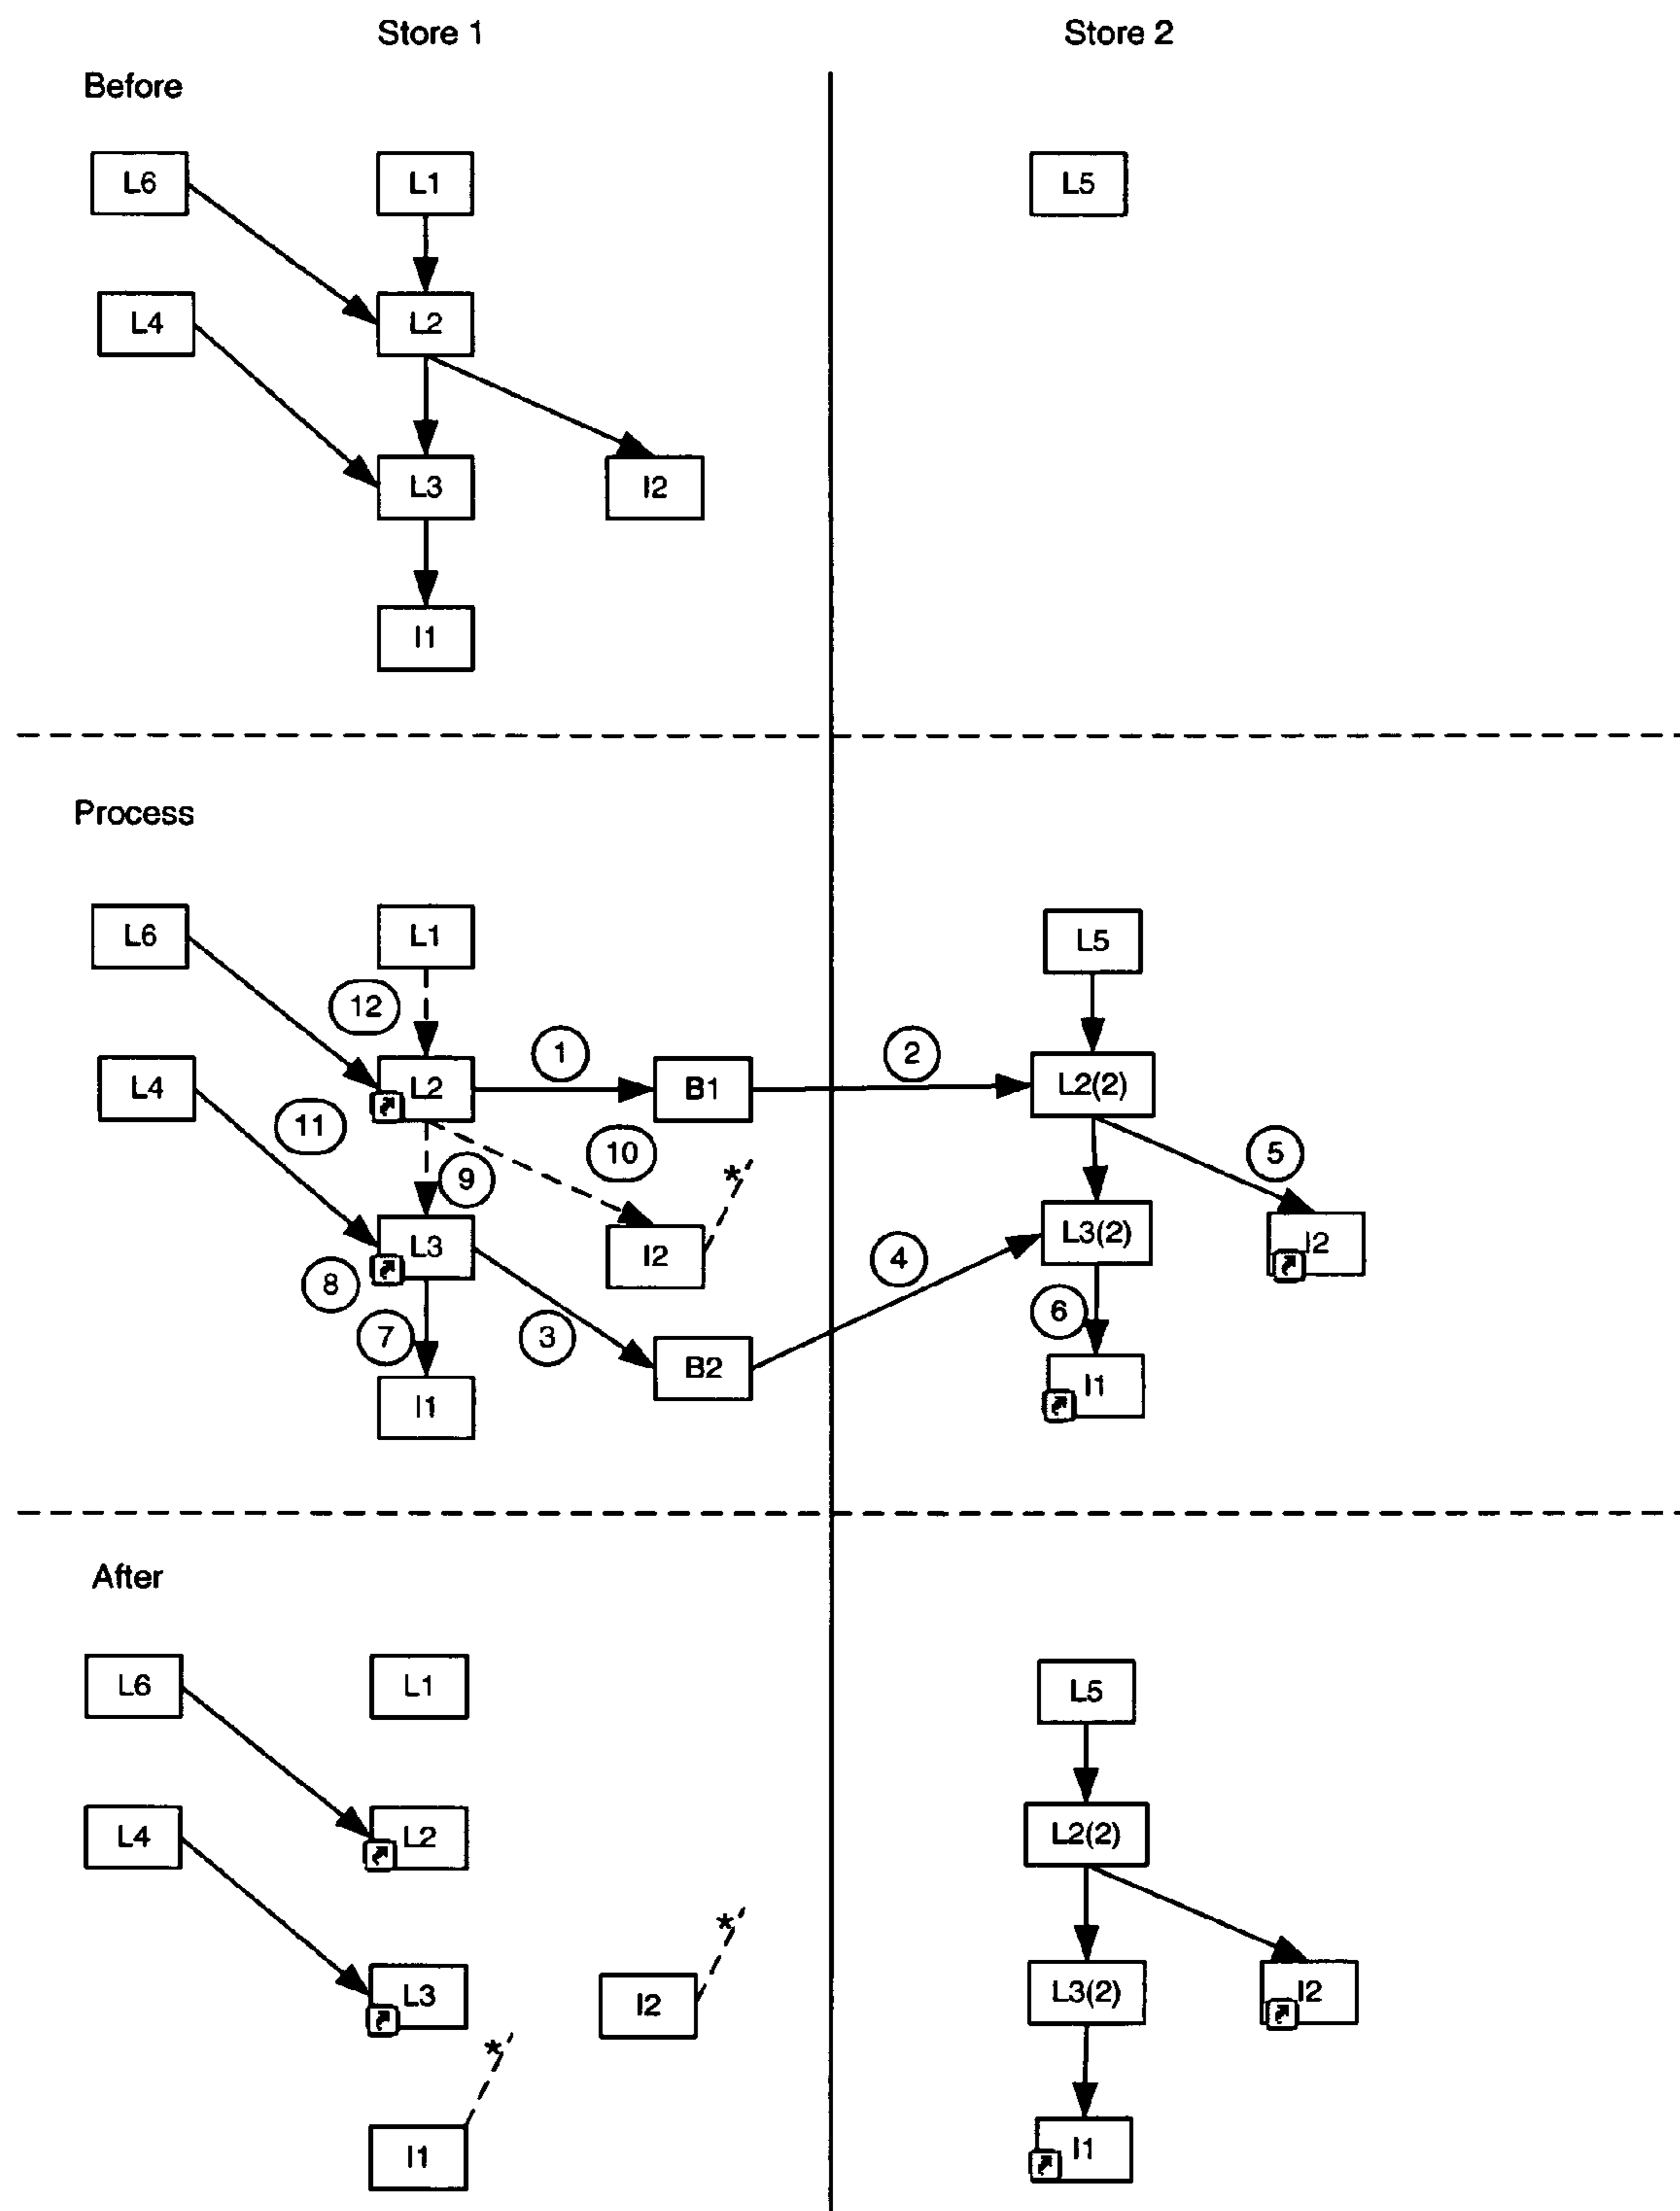 Store 1 Store 2
Before
L6 L1 L5
L4 L2
L3 I2
I1
Process
L6 L1 L5
12
1 2
L4 L2 B1 L2(2)
11 10 5
9
L3 I2 L3(2) I2
8 4
7 3 6
B2
I1 I1
After
L6 L1 L5
L4 L2 L2(2)
*
L3 I2 L3(2) I2
*
I1 I1